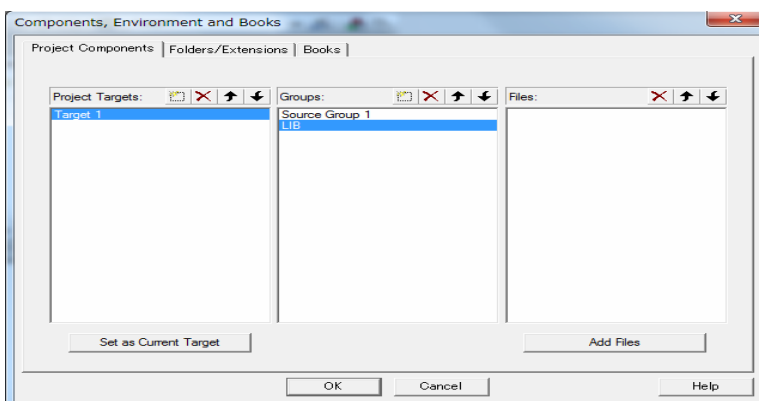 Components, Environment and Books
Project Components Folders/Extensions Books
Project Targets: Groups: Files:
Target 1 Source Group 1
LIB
Set as Current Target Add Files
OK Cancel Help